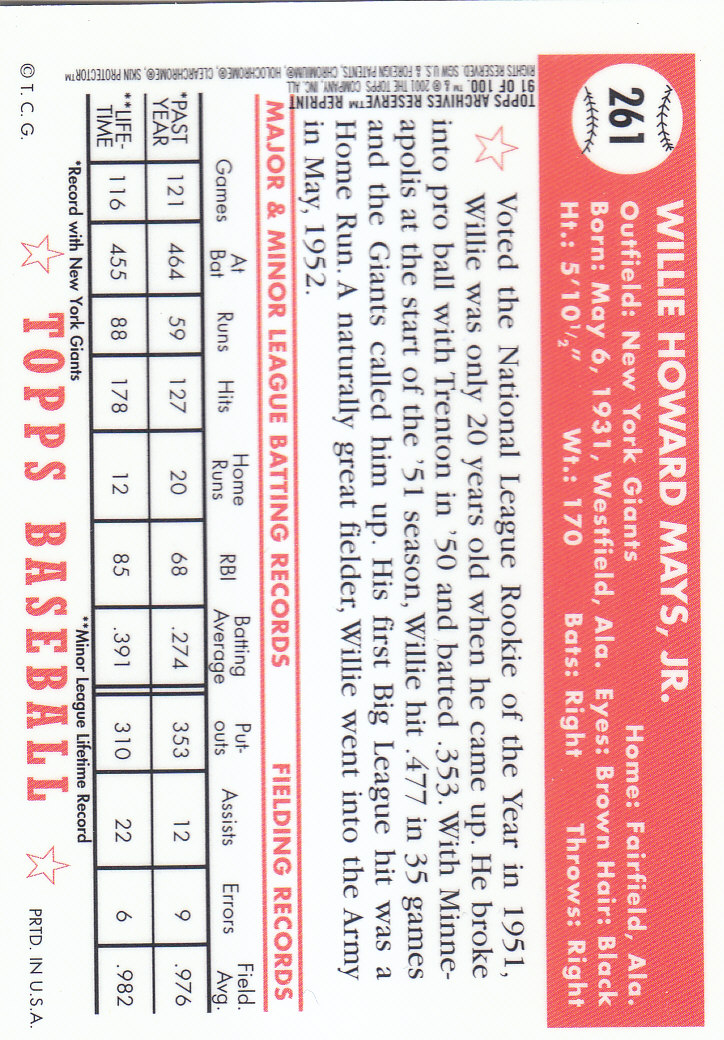 261
WILLIE HOWARD MAYS, JR.
Outfield: New York Giants Home: Fairfield, Ala.
Born: May 6, 1931, Westfield, Ala. Eyes: Brown Hair: Black
Ht.: 5'10½" Wt.: 170 Bats: Right Throws: Right
TOPPS ARCHIVES RESERVE™ REPRINT
91 OF 100. ™ & © 2001 THE TOPPS COMPANY, INC. ALL
RIGHTS RESERVED. SGW U.S. & FOREIGN PATENTS, CHROMIUM®, HOLOCHROME®, CLEARCHROME®, SKIN PROTECTOR™
Voted the National League Rookie of the Year in 1951,
Willie was only 20 years old when he came up. He broke
into pro ball with Trenton in '50 and batted .353. With Minne-
apolis at the start of the '51 season, Willie hit .477 in 35 games
and the Giants called him up. His first Big League hit was a
Home Run. A naturally great fielder, Willie went into the Army
in May, 1952.
MAJOR & MINOR LEAGUE BATTING RECORDS FIELDING RECORDS
Games At Bat Runs Hits Home Runs RBI Batting Average Put-outs Assists Errors Field. Avg.
*PAST YEAR 121 464 59 127 20 68 .274 353 12 9 .976
**LIFE-TIME 116 455 88 178 12 85 .391 310 22 6 .982
*Record with New York Giants **Minor League Lifetime Record
© T.C.G. TOPPS BASEBALL PRTD. IN U.S.A.